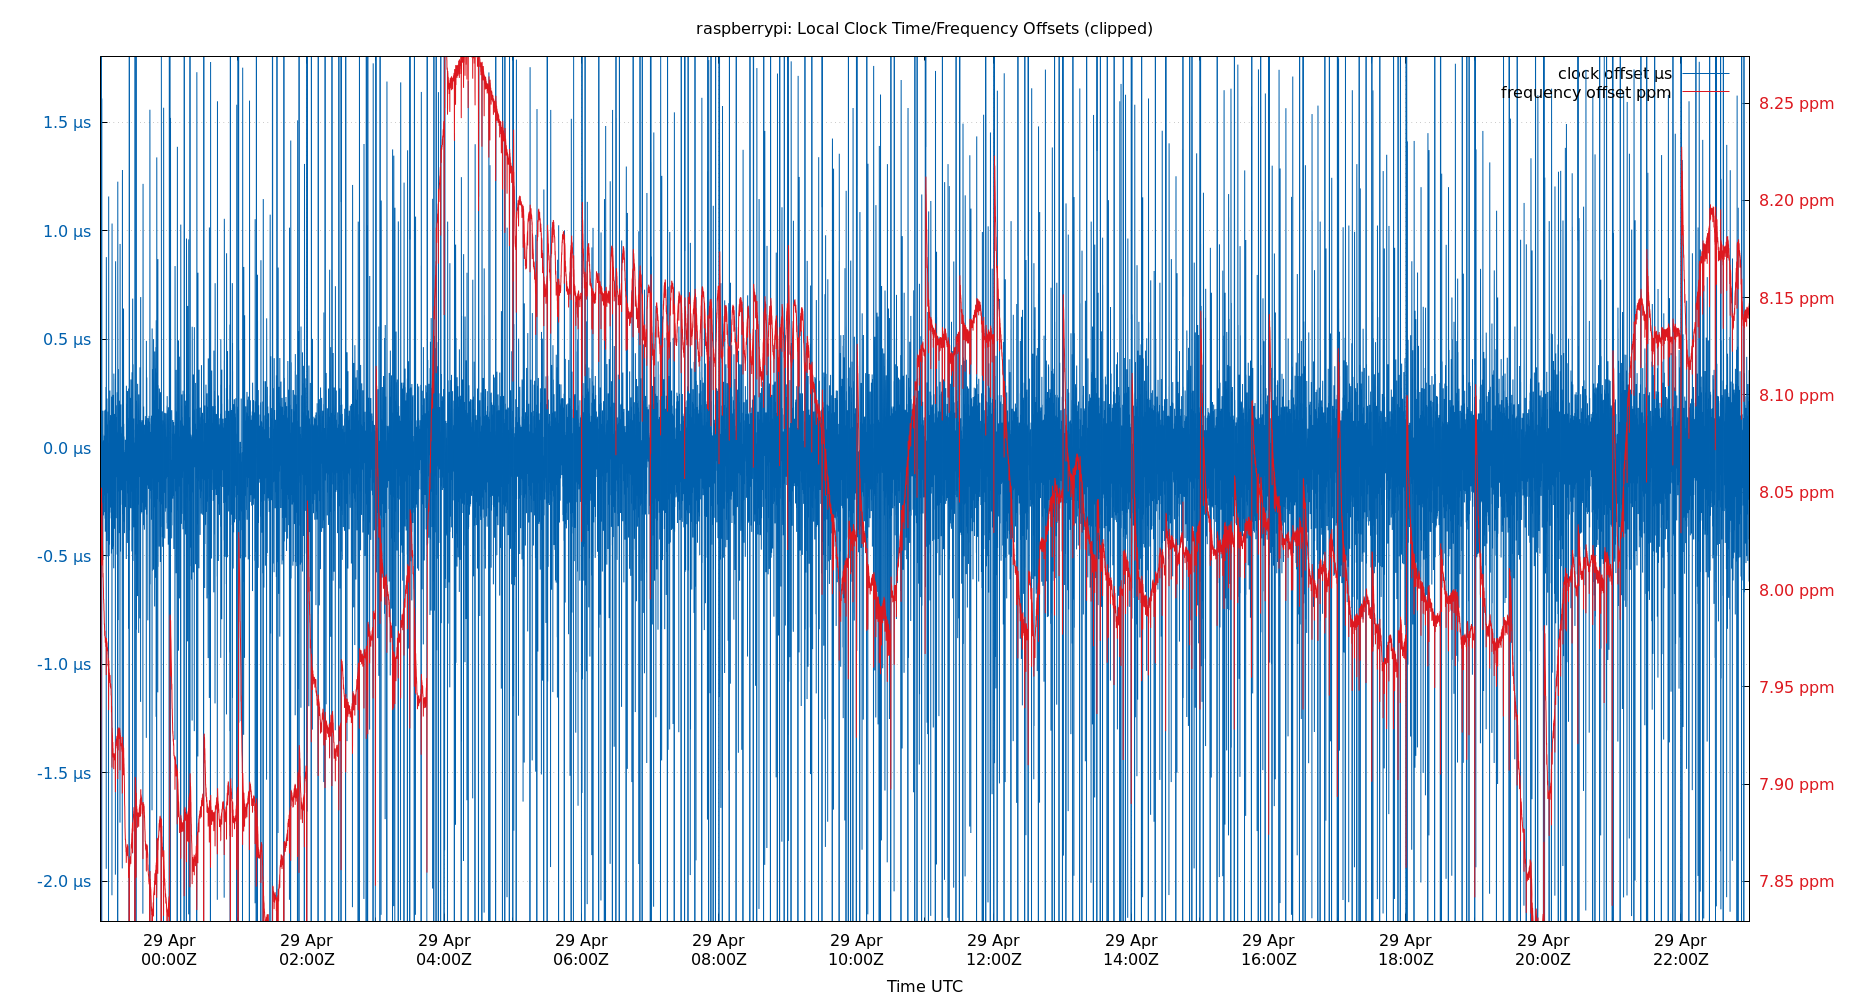 raspberrypi: Local Clock Time/Frequency Offsets (clipped)
clock offset µs
frequency offset ppm
1.5 µs
1.0 µs
0.5 µs
0.0 µs
-0.5 µs
-1.0 µs
-1.5 µs
-2.0 µs
8.25 ppm
8.20 ppm
8.15 ppm
8.10 ppm
8.05 ppm
8.00 ppm
7.95 ppm
7.90 ppm
7.85 ppm
29 Apr 29 Apr 29 Apr 29 Apr 29 Apr 29 Apr 29 Apr 29 Apr 29 Apr 29 Apr 29 Apr 29 Apr
00:00Z 02:00Z 04:00Z 06:00Z 08:00Z 10:00Z 12:00Z 14:00Z 16:00Z 18:00Z 20:00Z 22:00Z
Time UTC